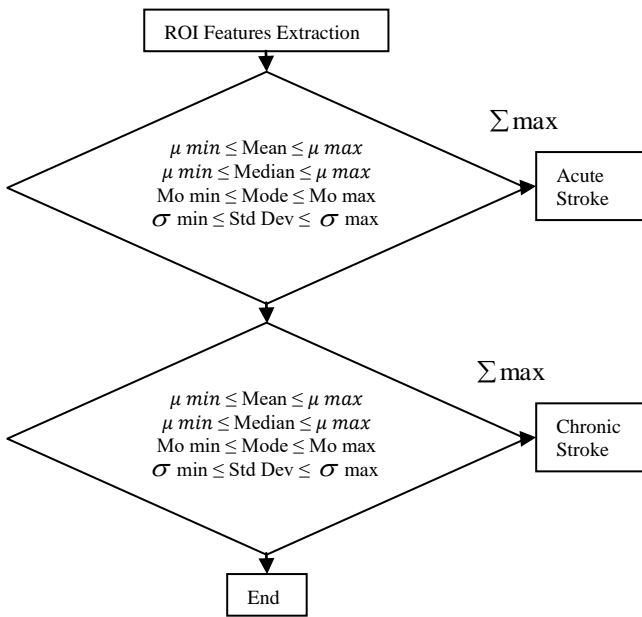 ROI Features Extraction
μ min ≤ Mean ≤ μ max
μ min ≤ Median ≤ μ max
Mo min ≤ Mode ≤ Mo max
σ min ≤ Std Dev ≤ σ max
∑ max
Acute
Stroke
μ min ≤ Mean ≤ μ max
μ min ≤ Median ≤ μ max
Mo min ≤ Mode ≤ Mo max
σ min ≤ Std Dev ≤ σ max
∑ max
Chronic
Stroke
End